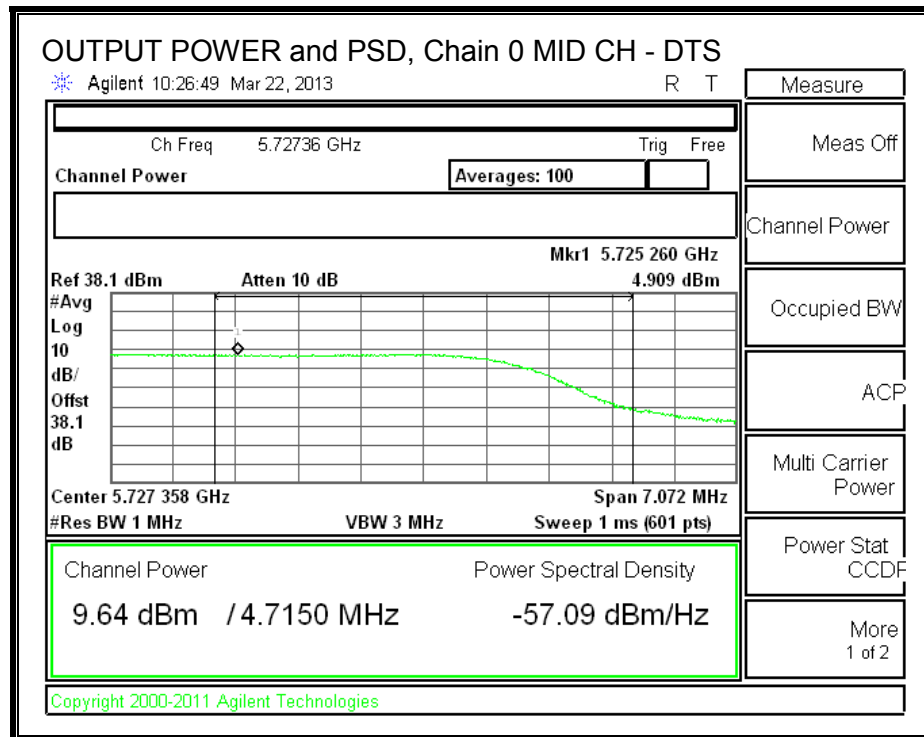 OUTPUT POWER and PSD, Chain 0 MID CH - DTS
Agilent 10:26:49 Mar 22, 2013 R T
Measure
Ch Freq 5.72736 GHz Trig Free
Meas Off
Channel Power Averages: 100
Channel Power
Mkr1 5.725 260 GHz
Ref 38.1 dBm Atten 10 dB 4.909 dBm
#Avg
Log
10
dB/
Offst
38.1
dB
1
Occupied BW
ACP
Multi Carrier
Power
Center 5.727 358 GHz Span 7.072 MHz
#Res BW 1 MHz VBW 3 MHz Sweep 1 ms (601 pts)
Power Stat
CCDF
Channel Power Power Spectral Density
9.64 dBm / 4.7150 MHz -57.09 dBm/Hz
More
1 of 2
Copyright 2000-2011 Agilent Technologies